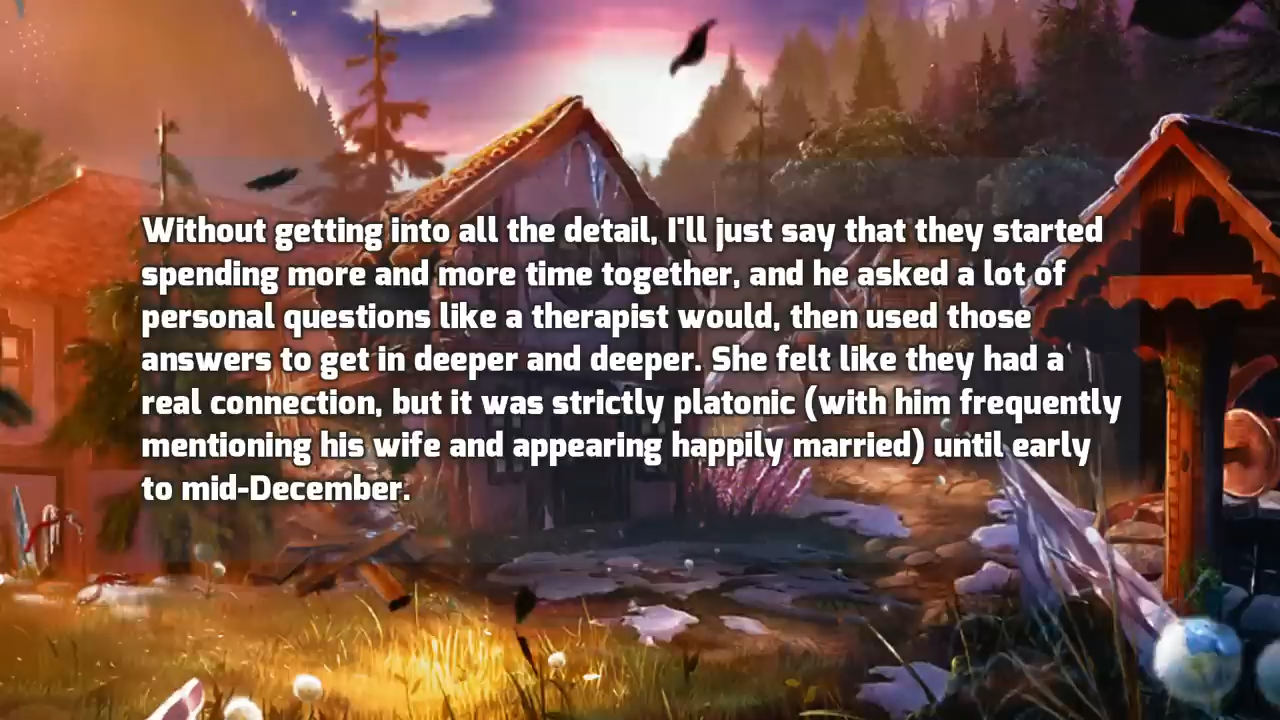 Without getting into all the detail, I'll just say that they started
spending more and more time together, and he asked a lot of
personal questions like a therapist would, then used those
answers to get in deeper and deeper. She felt like they had a
real connection, but it was strictly platonic (with him frequently
mentioning his wife and appearing happily married) until early
to mid-December.